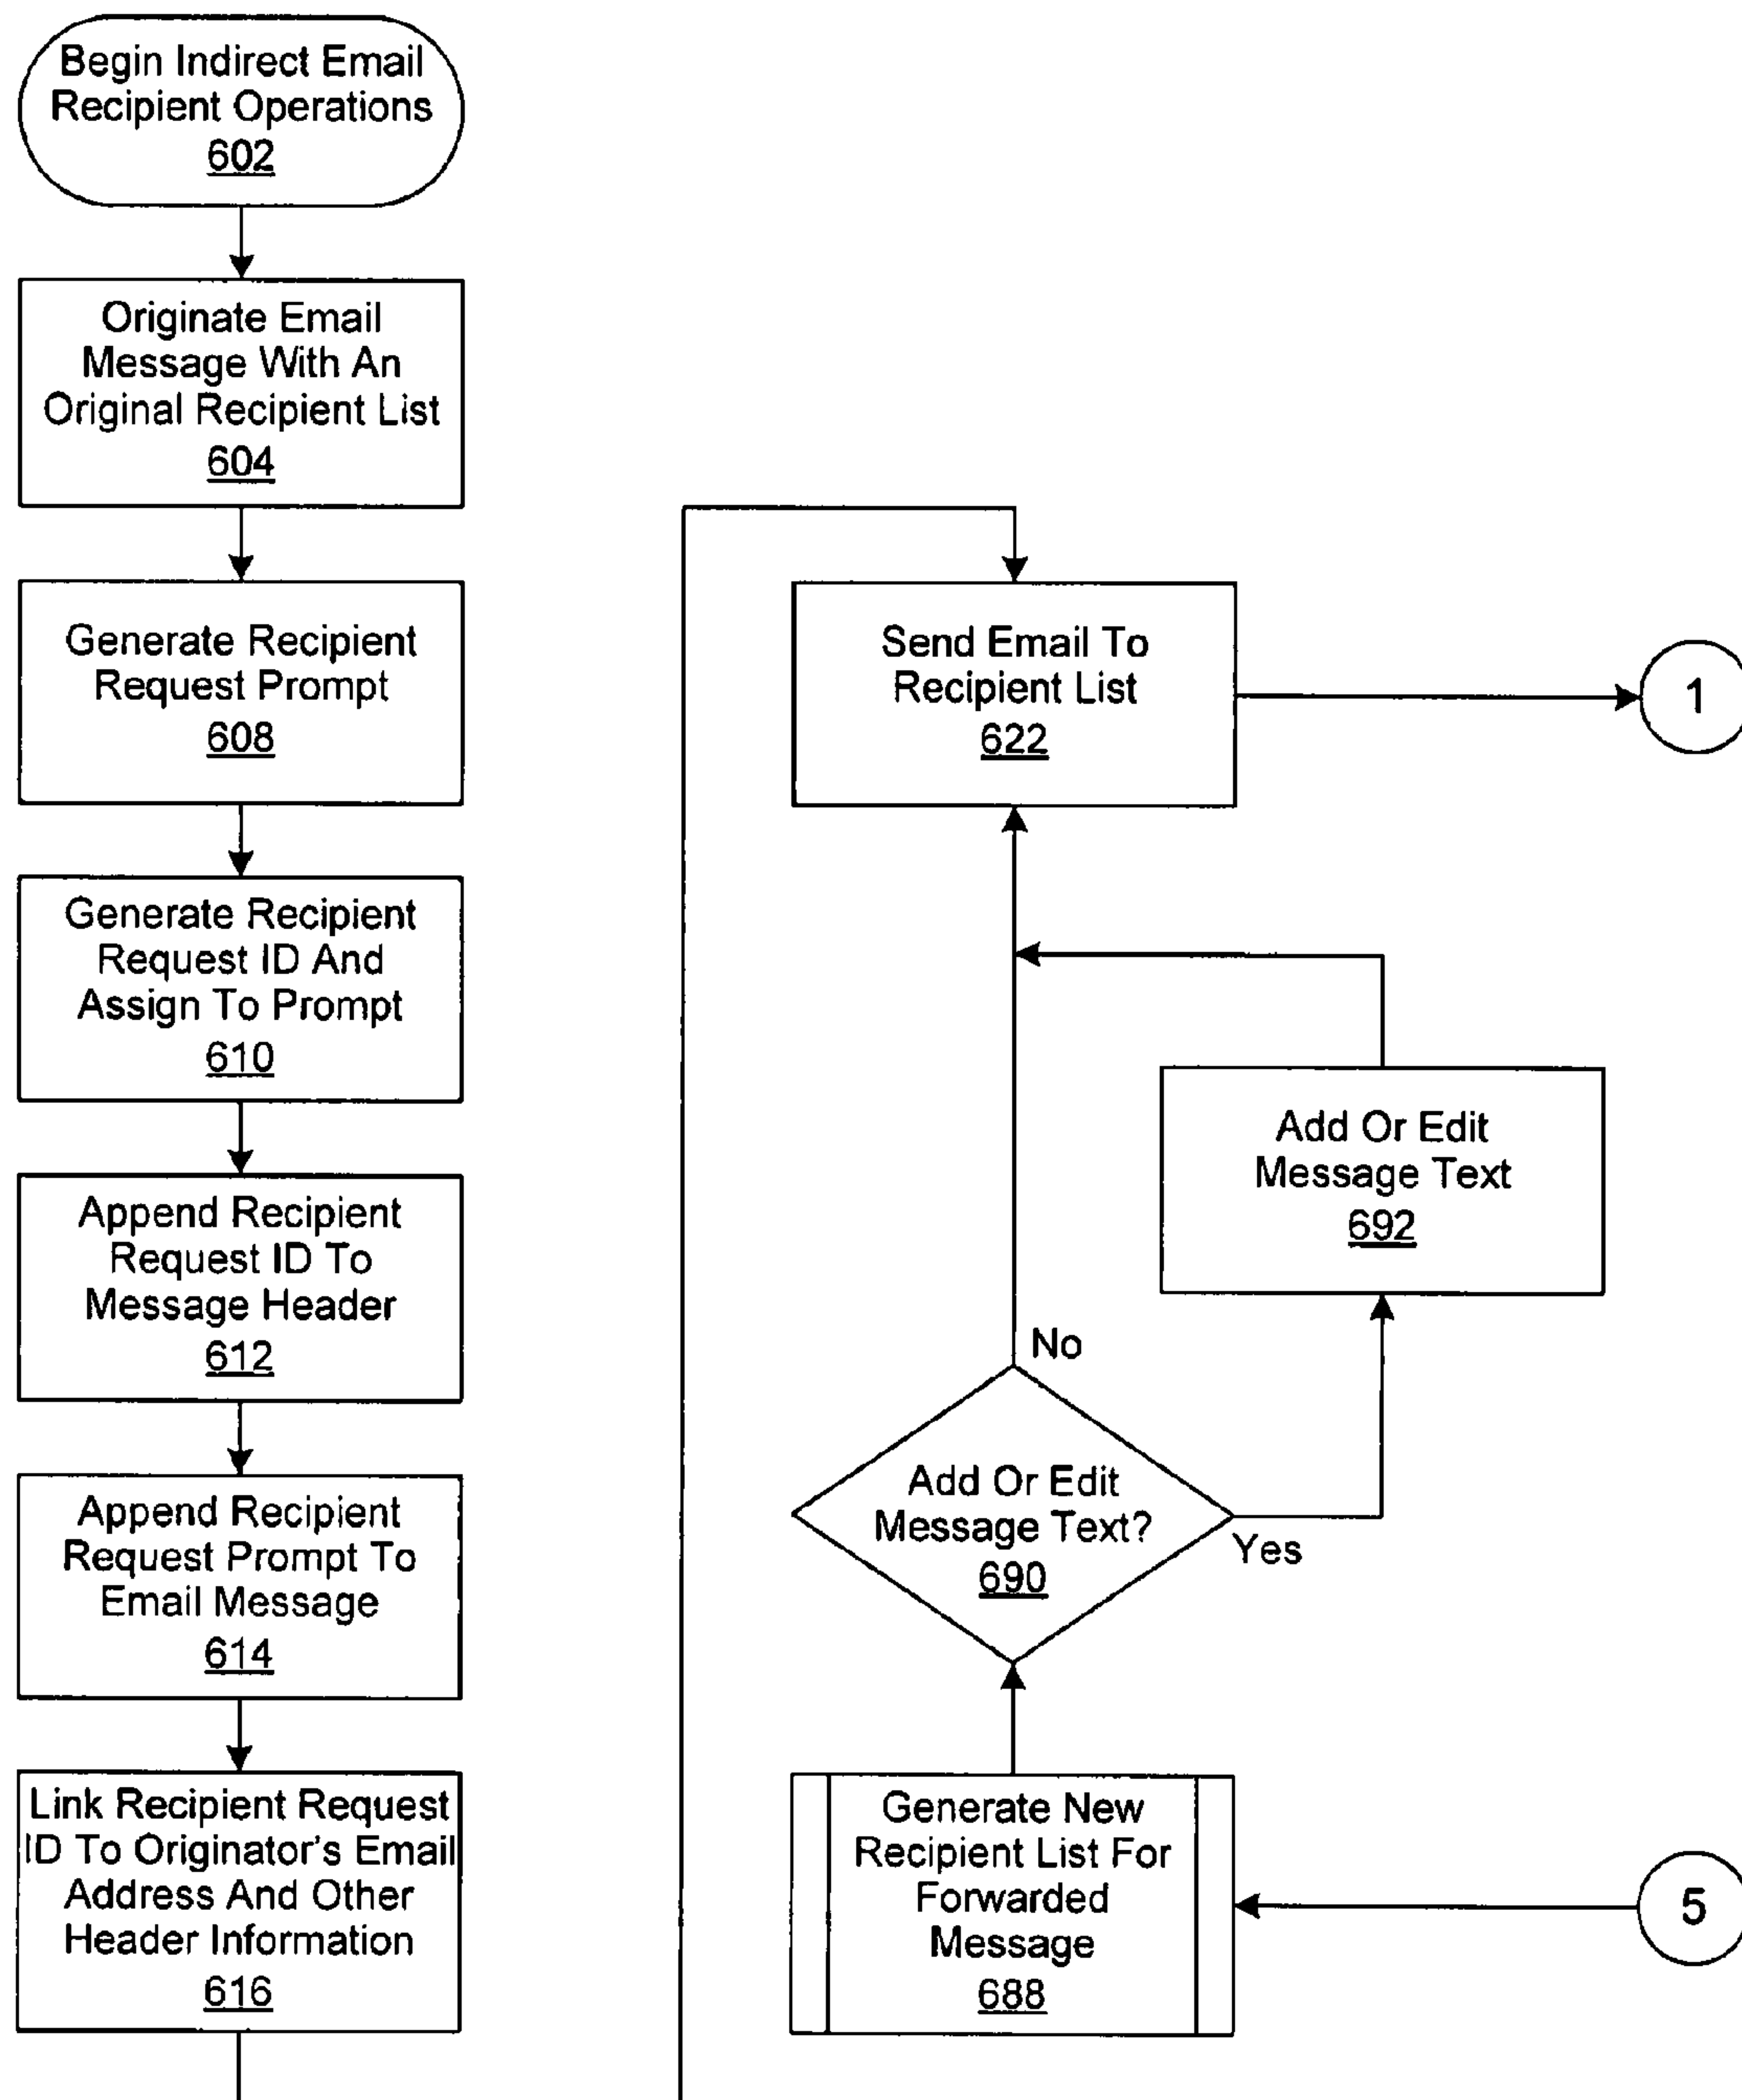 Begin Indirect Email
Recipient Operations
602
Originate Email
Message With An
Original Recipient List
604
Generate Recipient
Request Prompt
608
Generate Recipient
Request ID And
Assign To Prompt
610
Append Recipient
Request ID To
Message Header
612
Append Recipient
Request Prompt To
Email Message
614
Link Recipient Request
ID To Originator's Email
Address And Other
Header Information
616
Send Email To
Recipient List
622
1
Add Or Edit
Message Text
692
No
Add Or Edit
Message Text?
690
Yes
Generate New
Recipient List For
Forwarded
Message
688
5